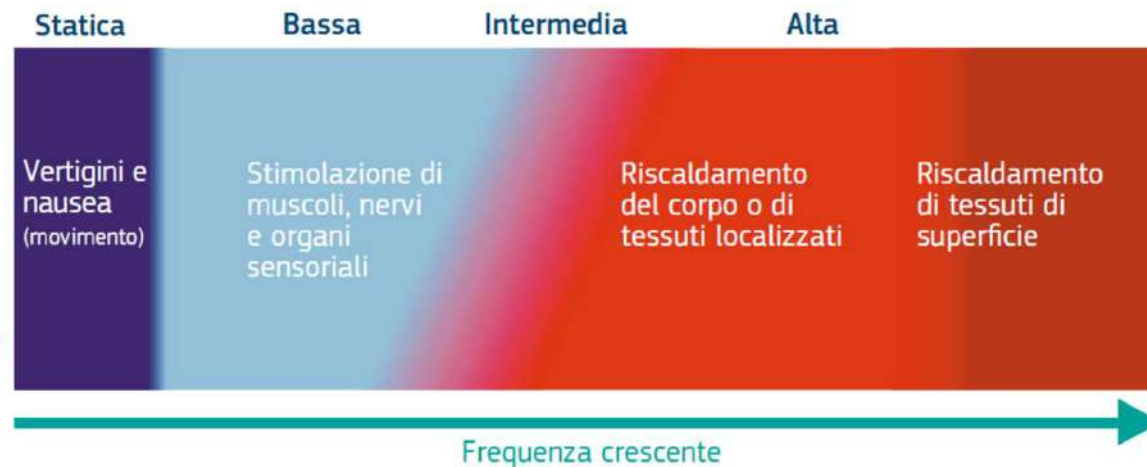 Statica
Bassa
Intermedia
Alta
Vertigini e
nausea
(movimento)
Stimolazione di
muscoli, nervi
e organi
sensoriali
Riscaldamento
del corpo o di
tessuti localizzati
Riscaldamento
di tessuti di
superficie
Frequenza crescente